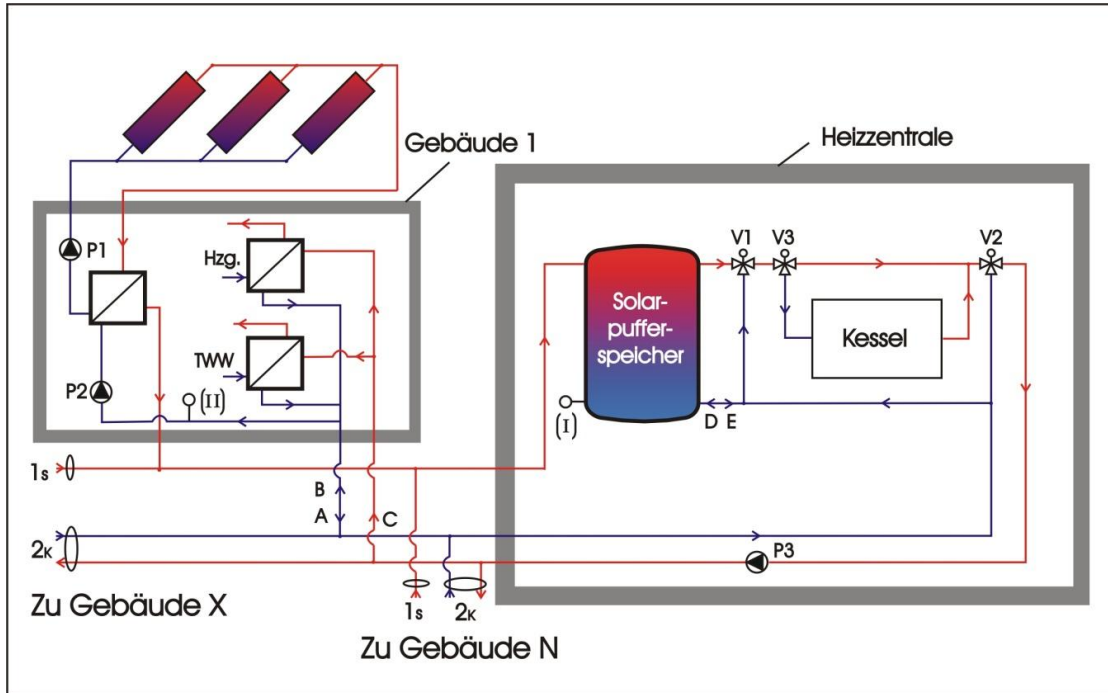 Gebäude 1
Heizzentrale
P1
Hzg.
V1
V3
V2
Solar-
puffer-
speicher
Kessel
TWW
P2
(II)
(I)
D
E
1s
B
A
C
2K
P3
Zu Gebäude X
1s
2K
Zu Gebäude N